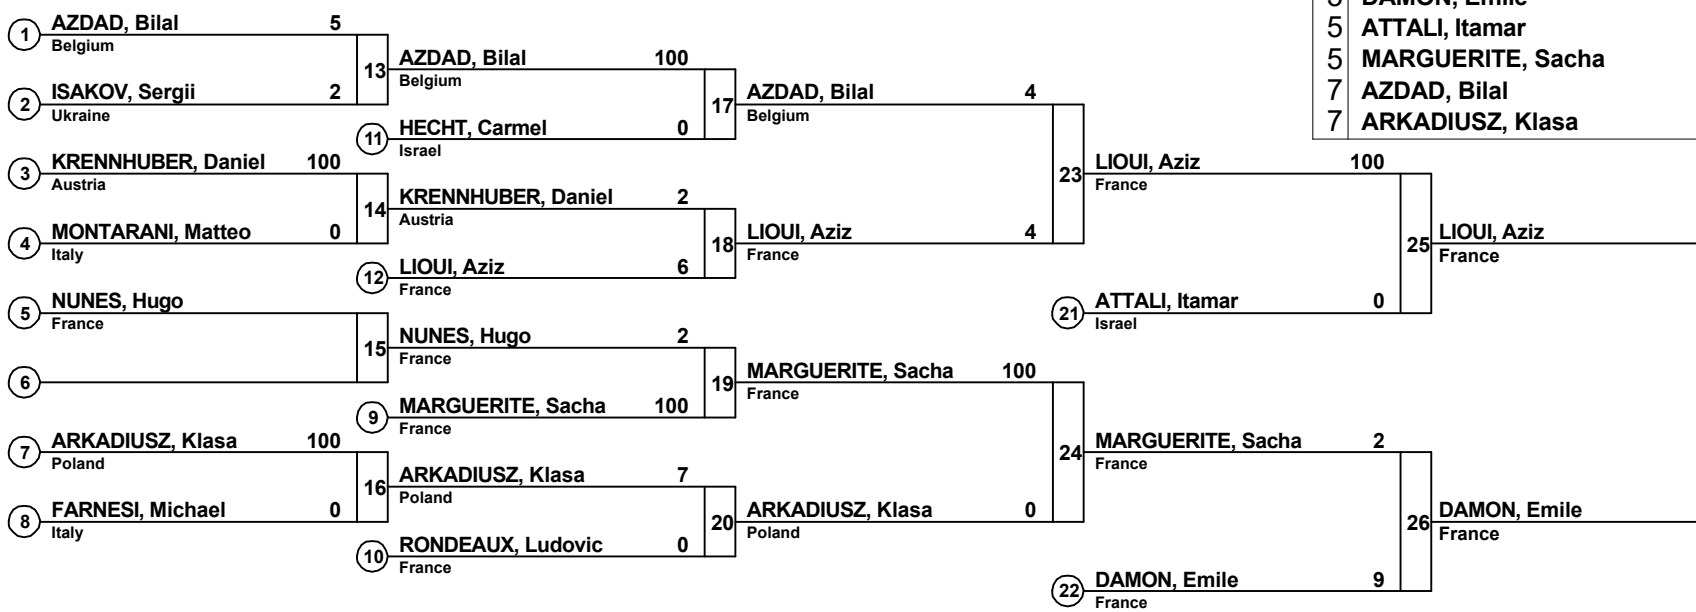 3 DAMON, Emile
5 ATTALI, Itamar
5 MARGUERITE, Sacha
7 AZDAD, Bilal
7 ARKADIUSZ, Klasa
1 AZDAD, Bilal 5
Belgium
2 ISAKOV, Sergii 2
Ukraine
3 KRENNHUBER, Daniel 100
Austria
4 MONTARANI, Matteo 0
Italy
5 NUNES, Hugo
France
6
7 ARKADIUSZ, Klasa 100
Poland
8 FARNESI, Michael 0
Italy
13 AZDAD, Bilal 100
Belgium
11 HECHT, Carmel 0
Israel
14 KRENNHUBER, Daniel 2
Austria
12 LIOUI, Aziz 6
France
15 NUNES, Hugo 2
France
9 MARGUERITE, Sacha 100
France
16 ARKADIUSZ, Klasa 7
Poland
10 RONDEAUX, Ludovic 0
France
17 AZDAD, Bilal 4
Belgium
18 LIOUI, Aziz 4
France
19 MARGUERITE, Sacha 100
France
20 ARKADIUSZ, Klasa 0
Poland
23 LIOUI, Aziz 100
France
21 ATTALI, Itamar 0
Israel
24 MARGUERITE, Sacha 2
France
22 DAMON, Emile 9
France
25 LIOUI, Aziz
France
26 DAMON, Emile
France